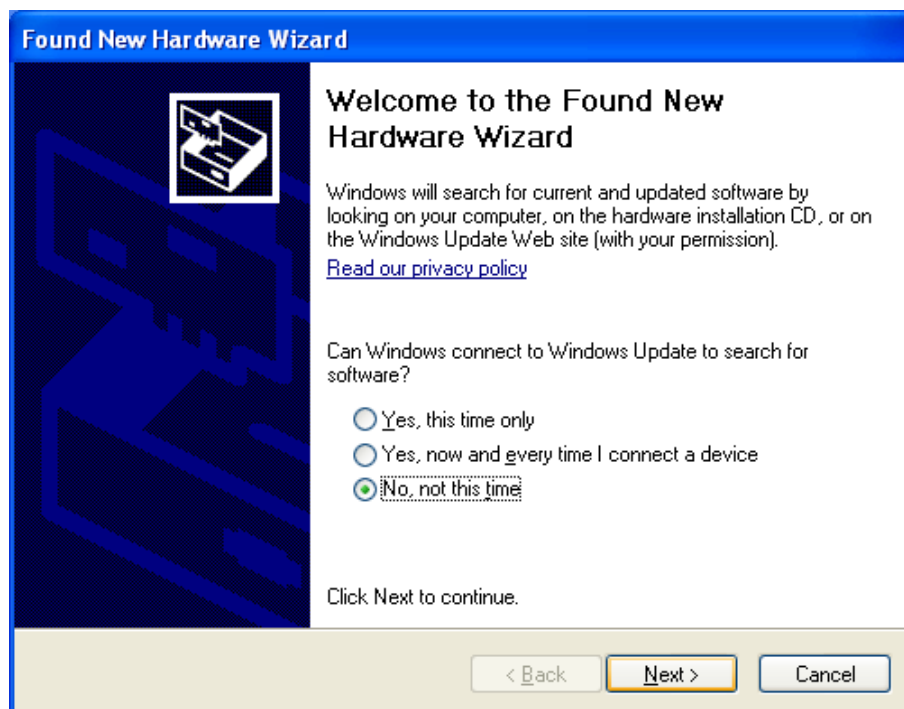 Found New Hardware Wizard
Welcome to the Found New
Hardware Wizard
Windows will search for current and updated software by
looking on your computer, on the hardware installation CD, or on
the Windows Update Web site (with your permission).
Read our privacy policy
Can Windows connect to Windows Update to search for
software?
Yes, this time only
Yes, now and every time I connect a device
No, not this time
Click Next to continue.
< Back Next > Cancel